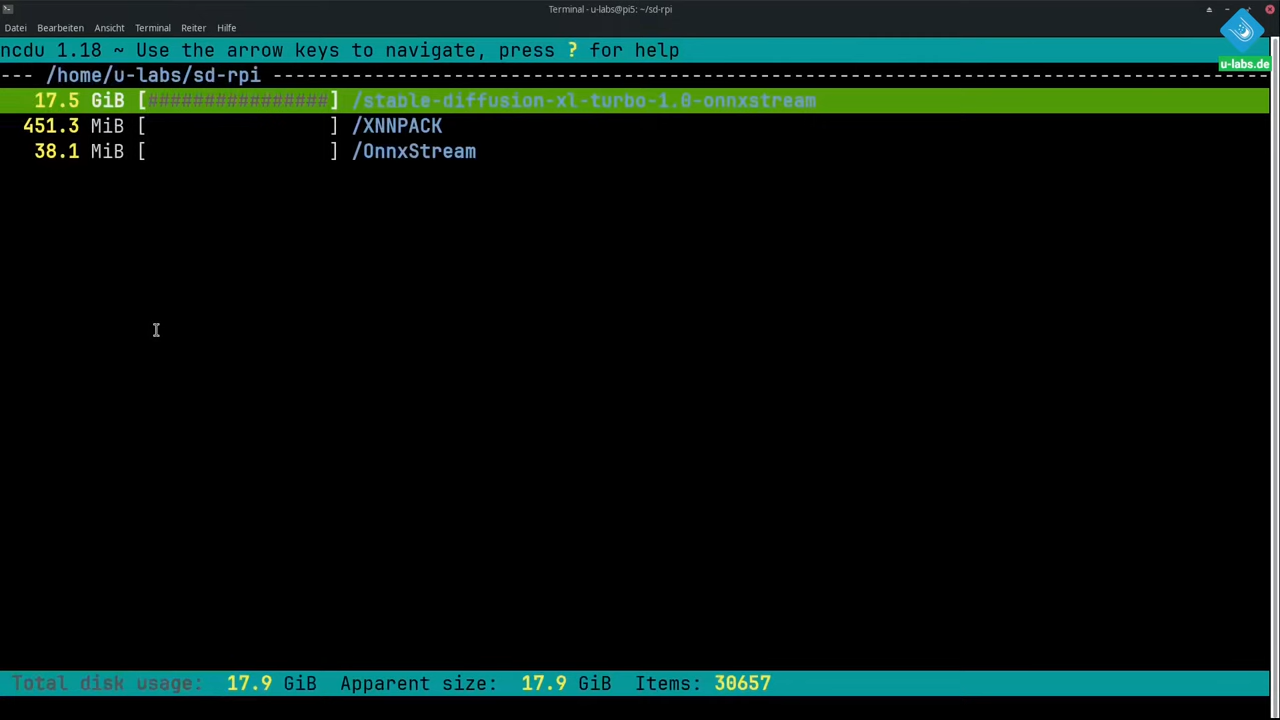 Terminal - u-labs@pi5: ~/sd-rpi
Datei Bearbeiten Ansicht Terminal Reiter Hilfe
u-labs.de
ncdu 1.18 ~ Use the arrow keys to navigate, press ? for help
--- /home/u-labs/sd-rpi ----------------------------------------------------------------------------------------
17.5 GiB [################] /stable-diffusion-xl-turbo-1.0-onnxstream
451.3 MiB [                ] /XNNPACK
38.1 MiB [                ] /OnnxStream
Total disk usage: 17.9 GiB Apparent size: 17.9 GiB Items: 30657